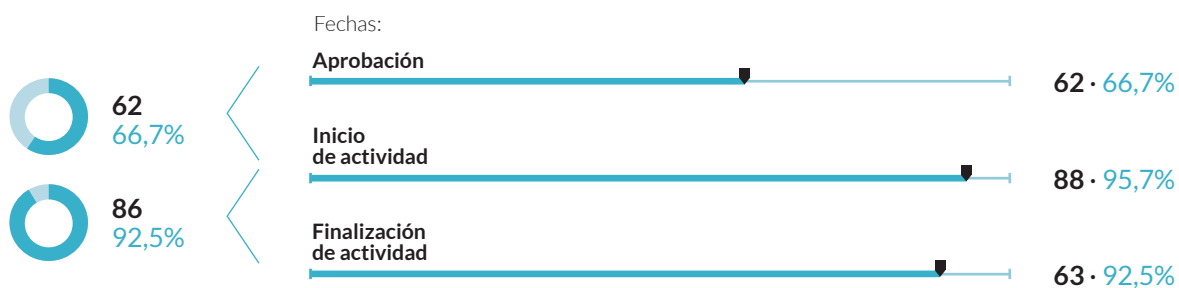 Fechas:
Aprobación
62 · 66,7%
62
66,7%
Inicio
de actividad
88 · 95,7%
86
92,5%
Finalización
de actividad
63 · 92,5%